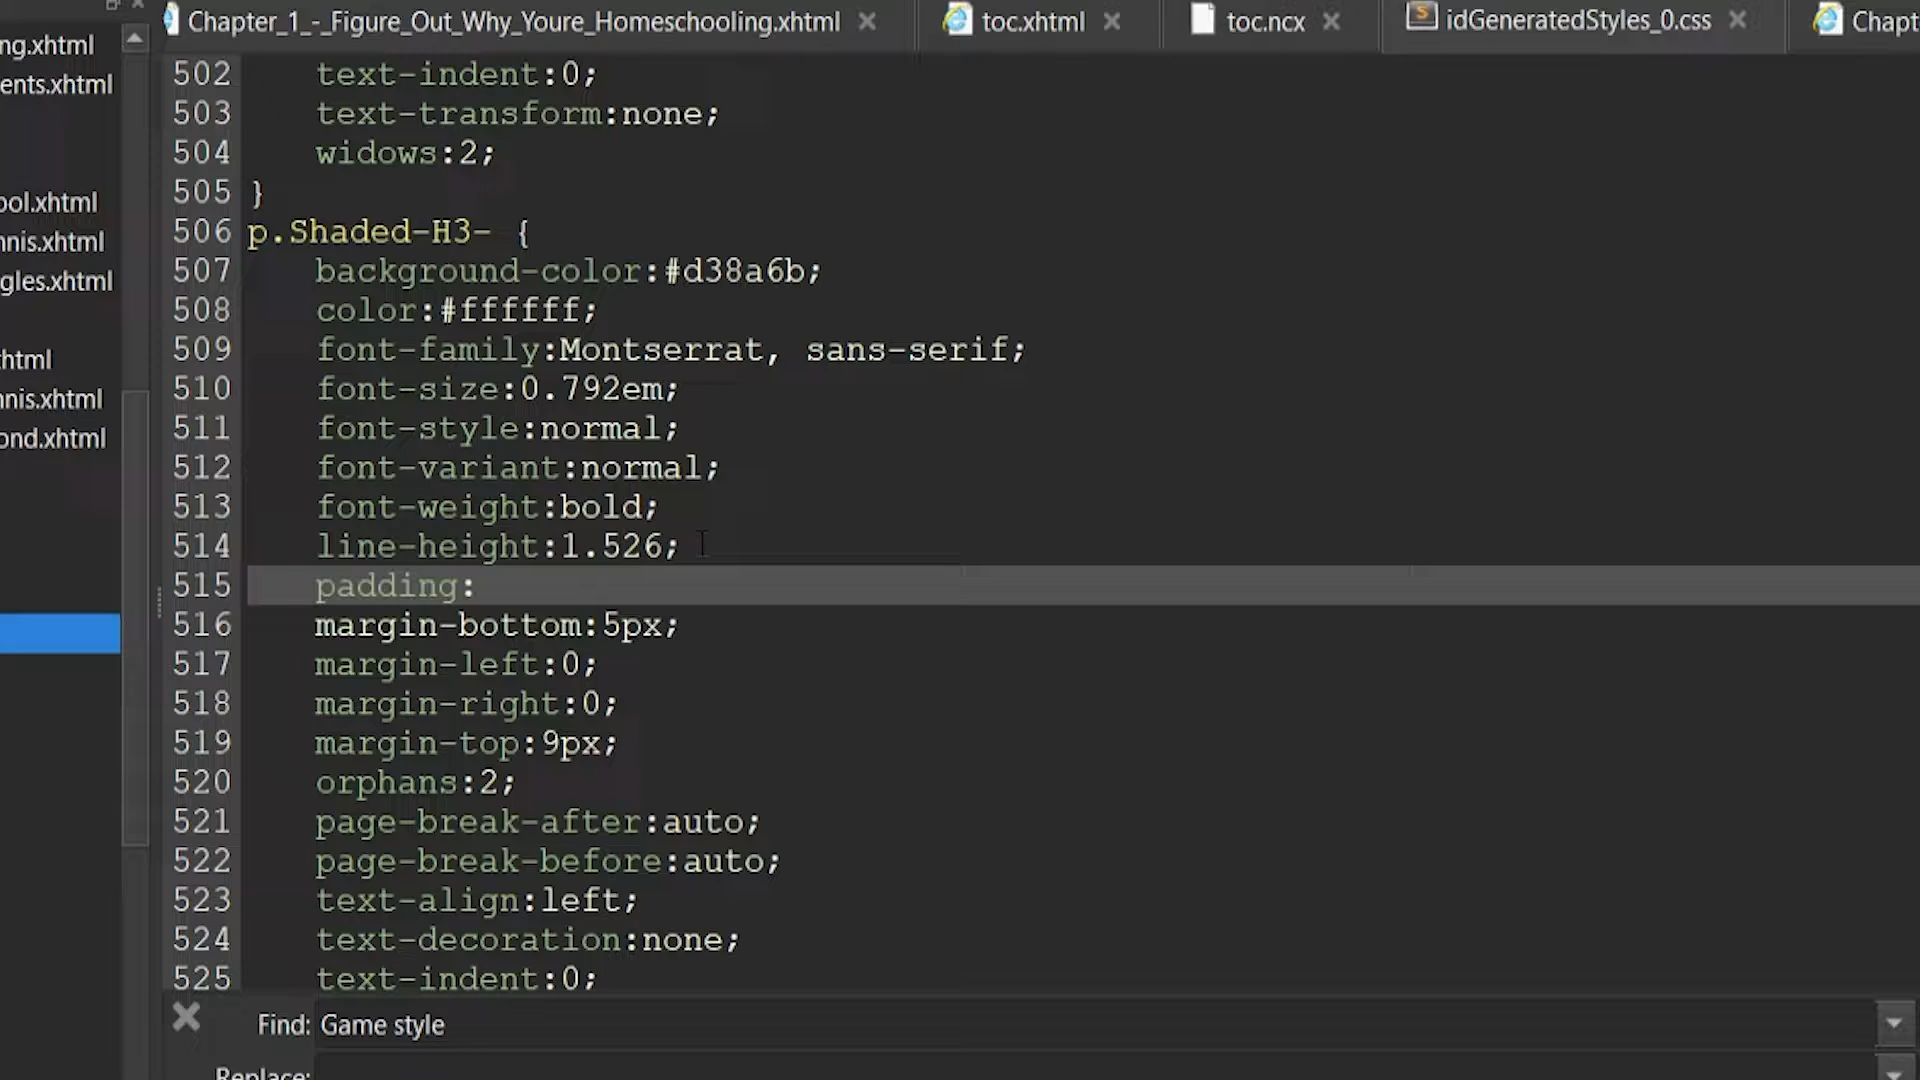 Chapter_1_-_Figure_Out_Why_Youre_Homeschooling.xhtml
toc.xhtml
toc.ncx
idGeneratedStyles_0.css
Chapt
ng.xhtml
ents.xhtml
ool.xhtml
nnis.xhtml
gles.xhtml
html
nnis.xhtml
ond.xhtml
502 text-indent:0;
503 text-transform:none;
504 widows:2;
505 }
506 p.Shaded-H3- {
507 background-color:#d38a6b;
508 color:#ffffff;
509 font-family:Montserrat, sans-serif;
510 font-size:0.792em;
511 font-style:normal;
512 font-variant:normal;
513 font-weight:bold;
514 line-height:1.526;
515 padding:
516 margin-bottom:5px;
517 margin-left:0;
518 margin-right:0;
519 margin-top:9px;
520 orphans:2;
521 page-break-after:auto;
522 page-break-before:auto;
523 text-align:left;
524 text-decoration:none;
525 text-indent:0;
Find: Game style
Replace: